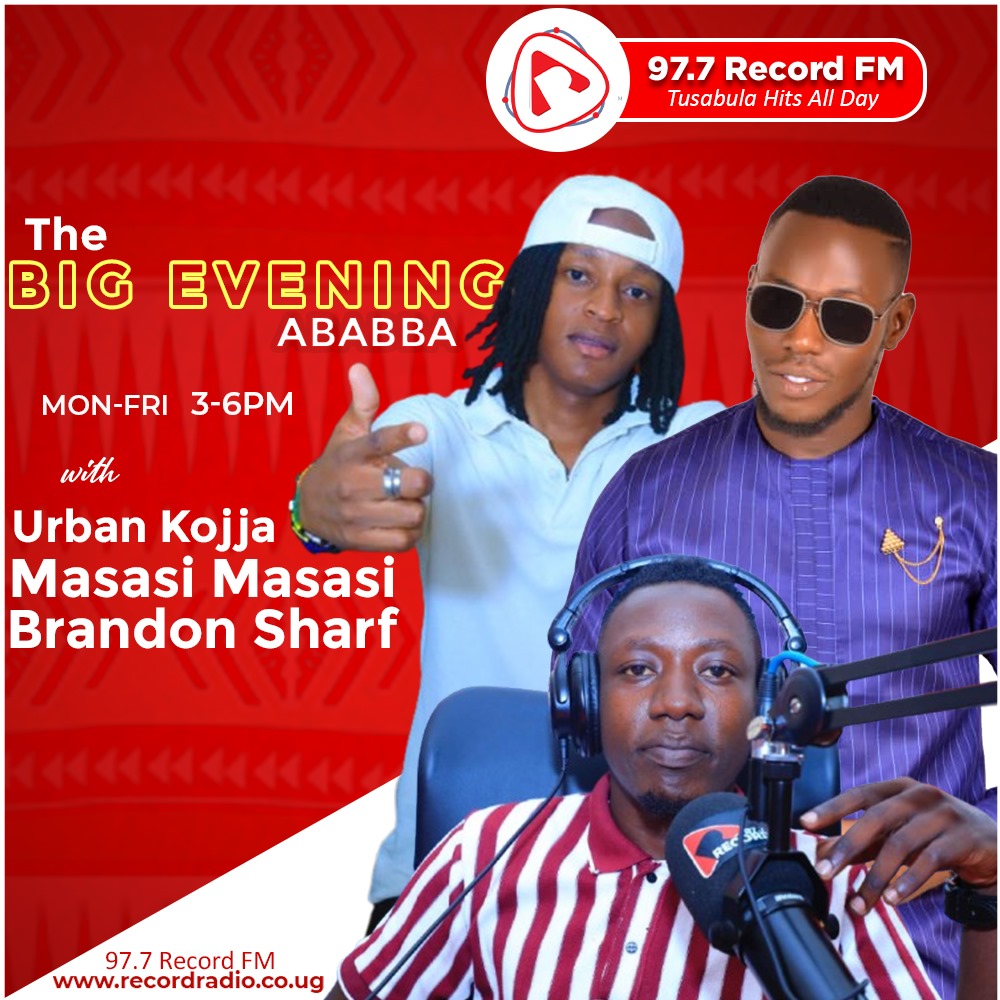 97.7 Record FM
Tusabula Hits All Day
The
BIG EVENING
ABABBA
MON-FRI 3-6PM
with
Urban Kojja
Masasi Masasi
Brandon Sharf
RECORD
97.7 Record FM
www.recordradio.co.ug